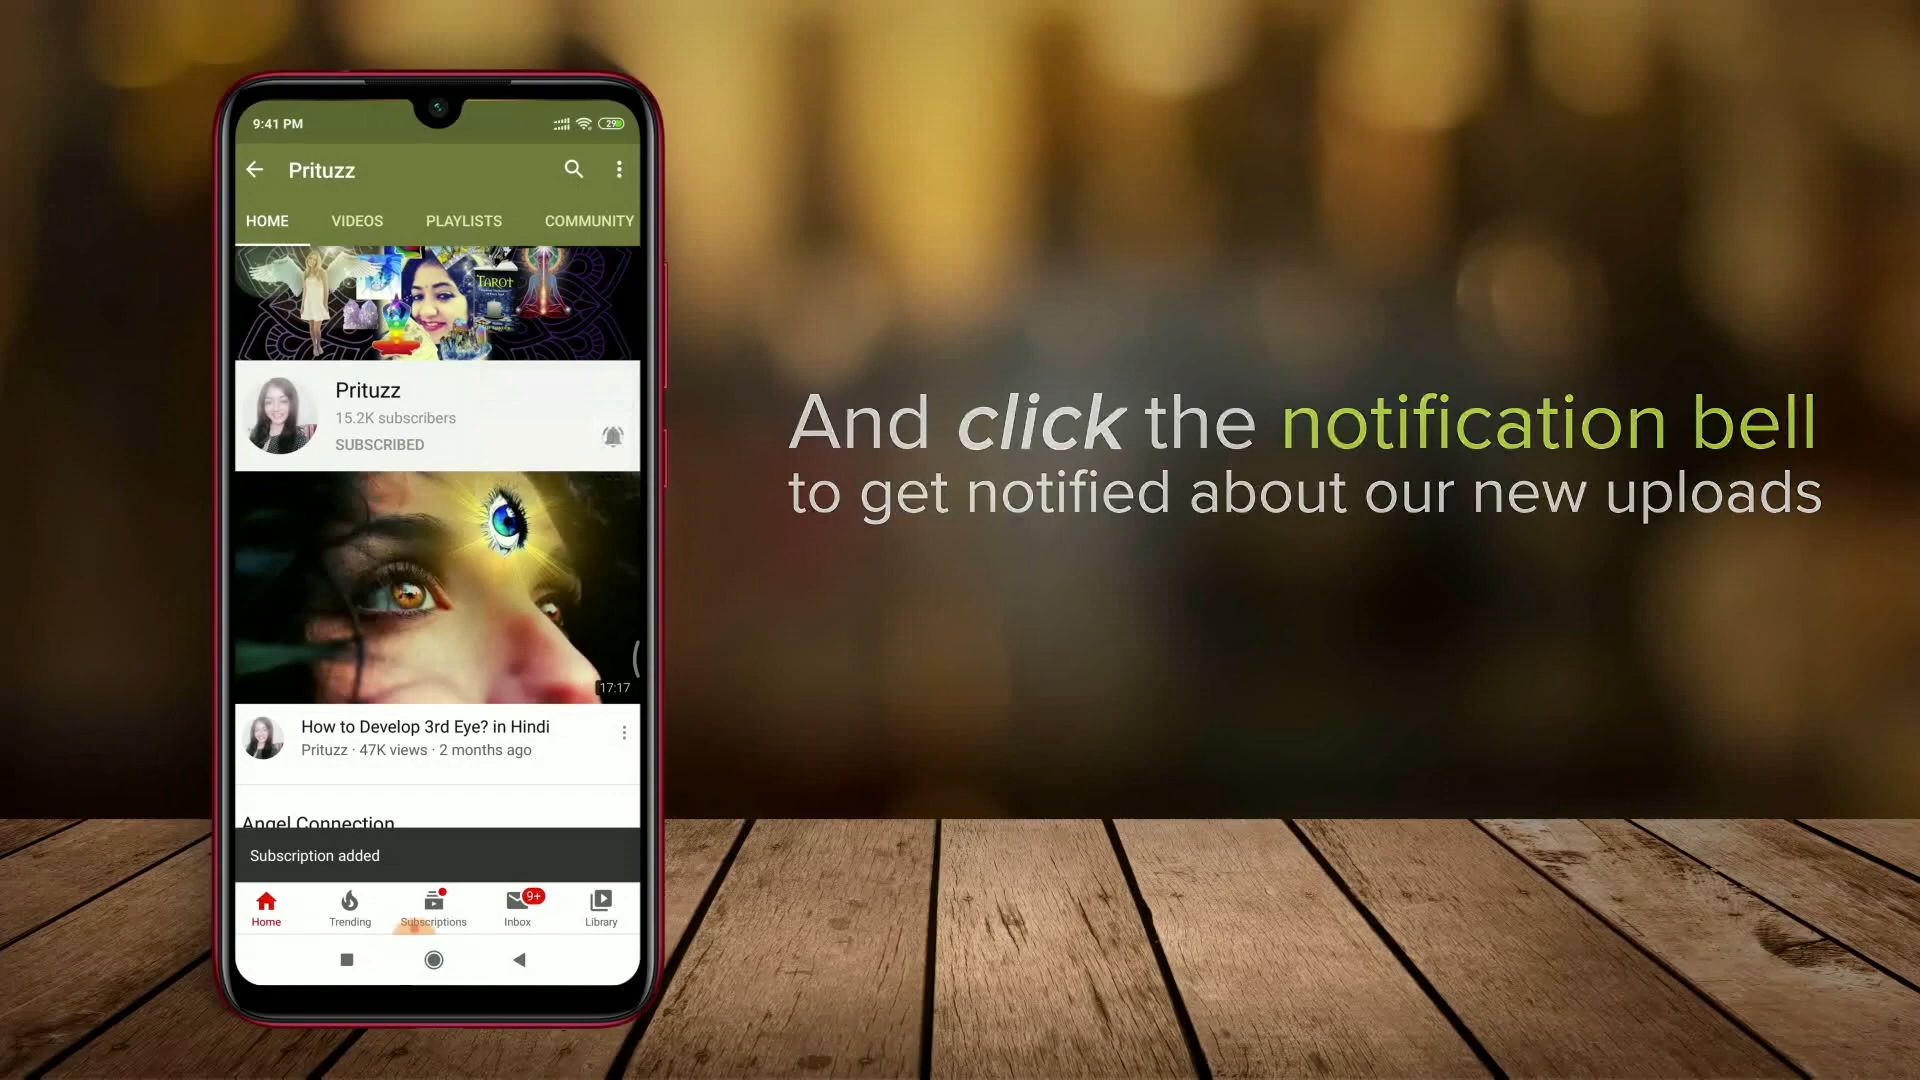 9:41 PM
29
Prituzz
HOME VIDEOS PLAYLISTS COMMUNITY
TAROT
Prituzz
15.2K subscribers
SUBSCRIBED
17:17
How to Develop 3rd Eye? in Hindi
Prituzz · 47K views · 2 months ago
Angel Connection
Subscription added
9+
Home Trending Subscriptions Inbox Library
And click the notification bell
to get notified about our new uploads